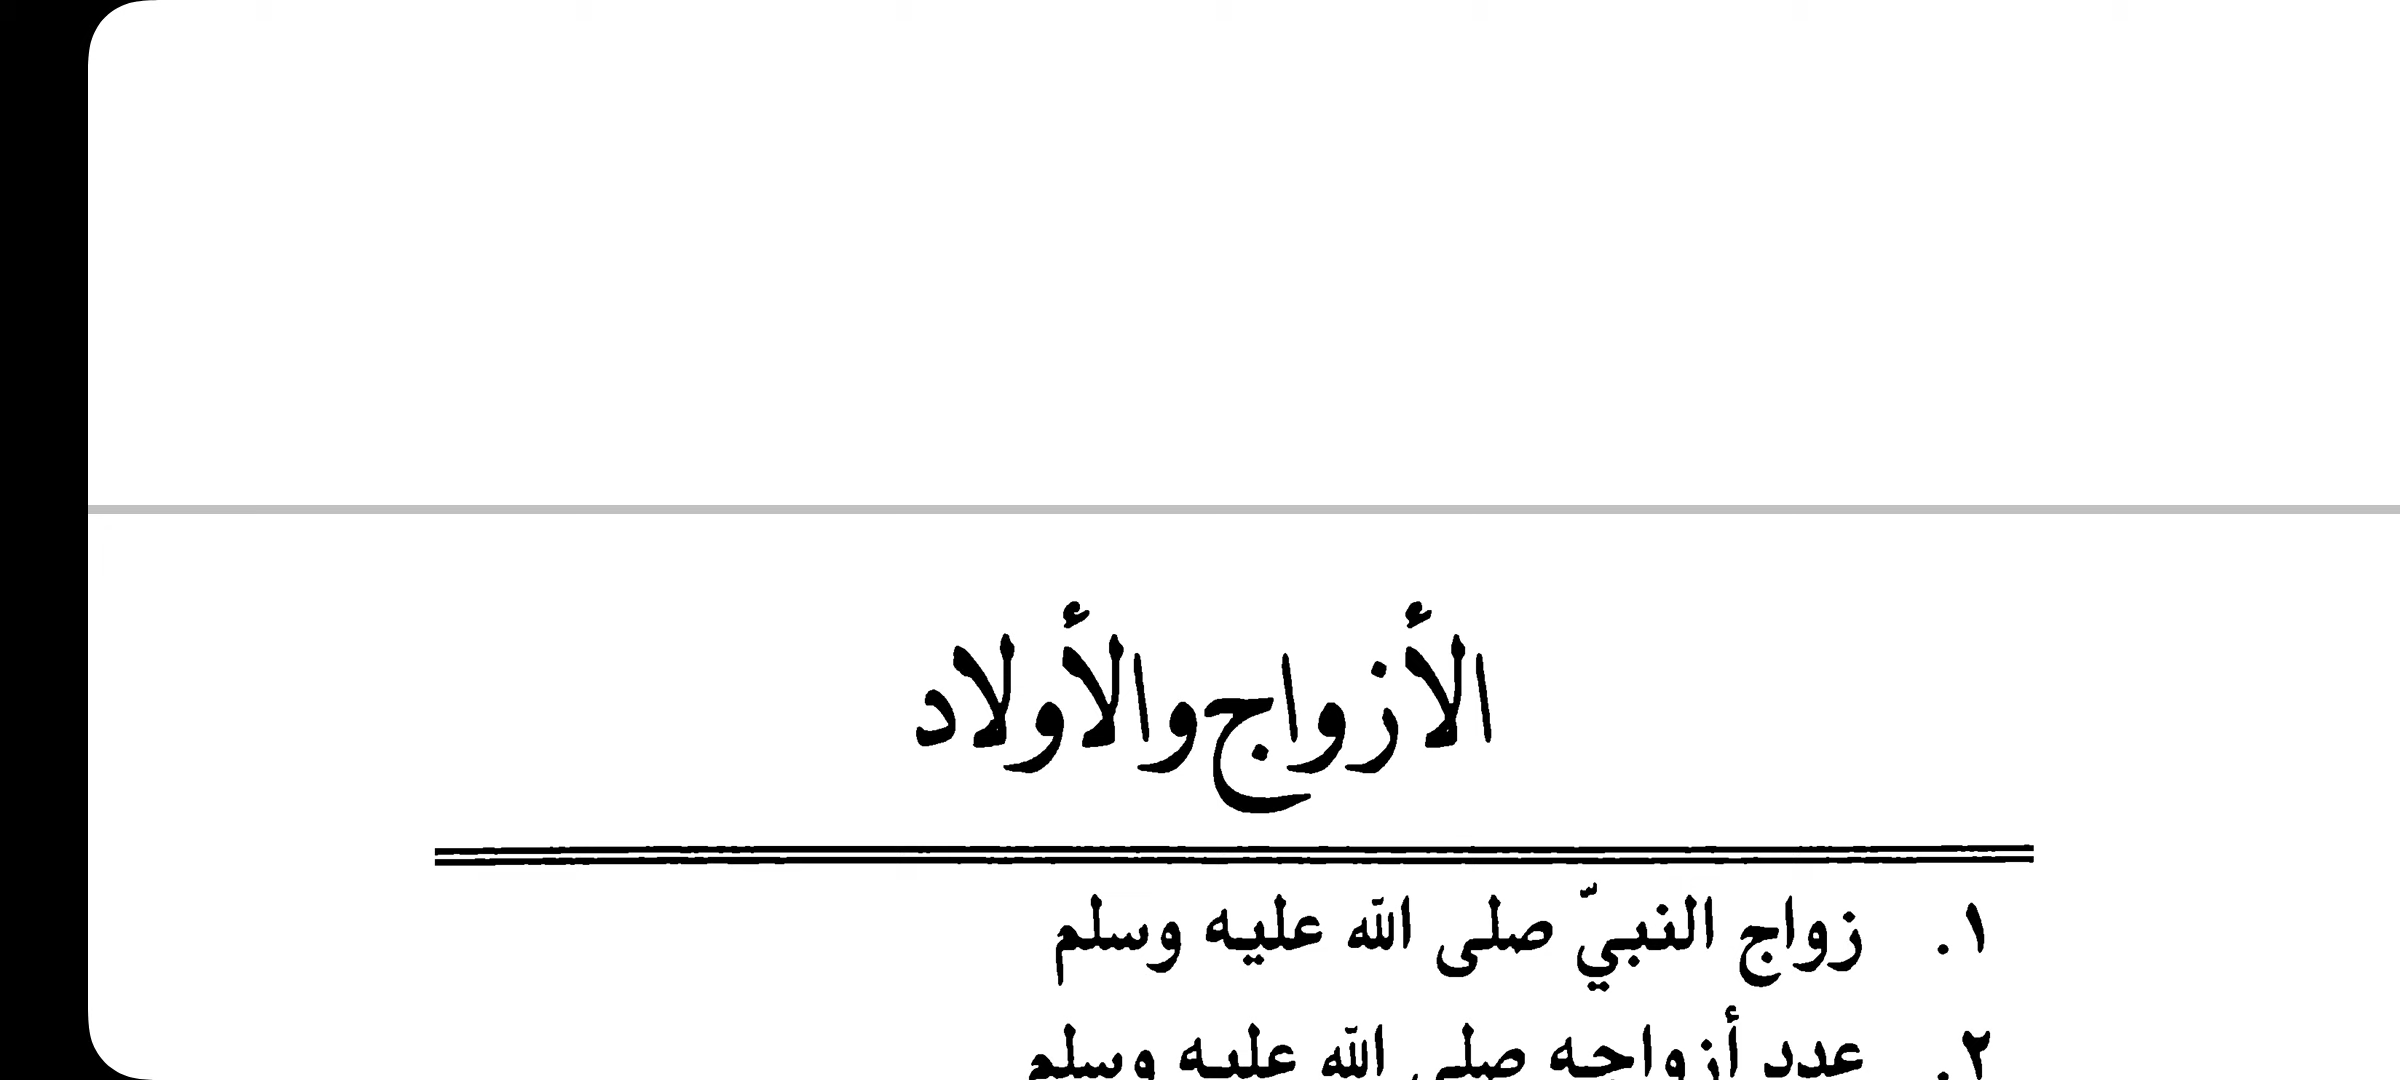 الأزواج والأولاد
١. زواج النبيّ صلى الله عليه وسلم
٢. عدد أزواجه صلى الله عليه وسلم